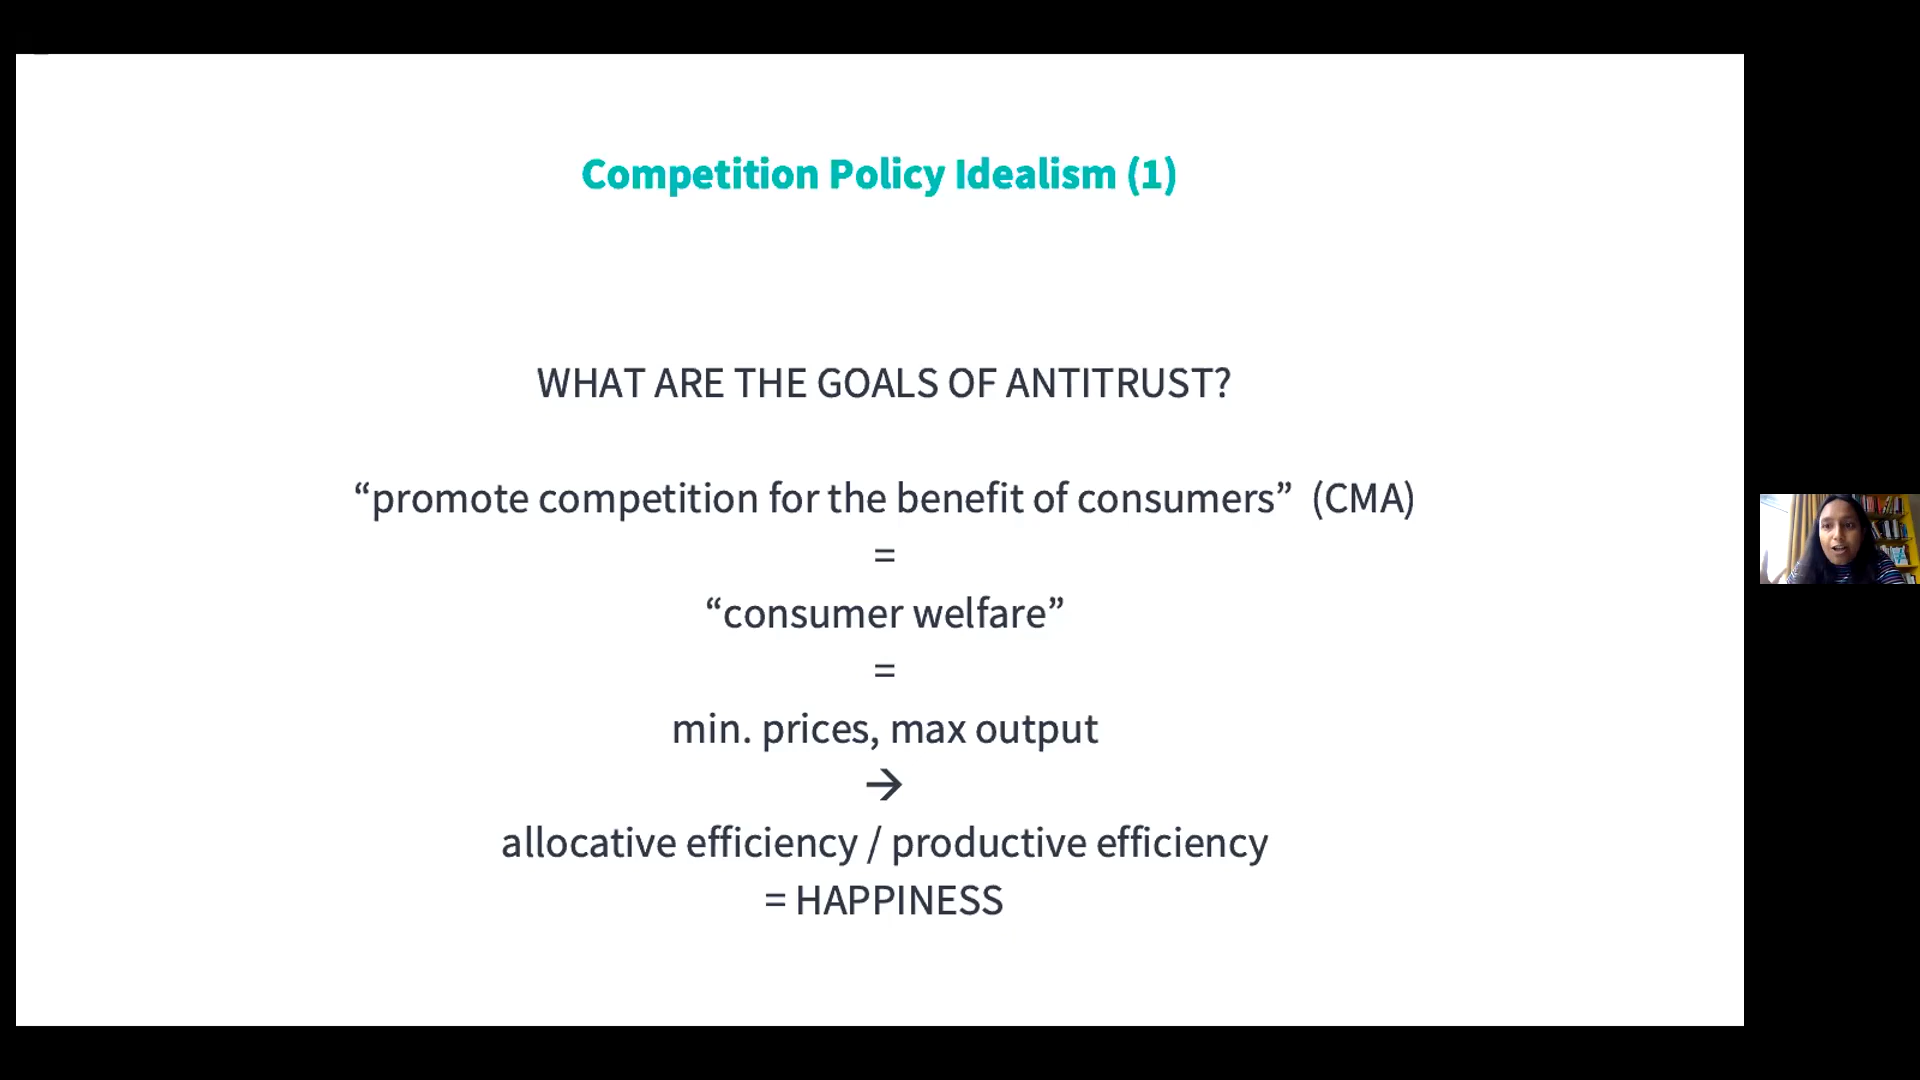 Competition Policy Idealism (1)
WHAT ARE THE GOALS OF ANTITRUST?
“promote competition for the benefit of consumers” (CMA)
=
“consumer welfare”
=
min. prices, max output
→
allocative efficiency / productive efficiency
= HAPPINESS